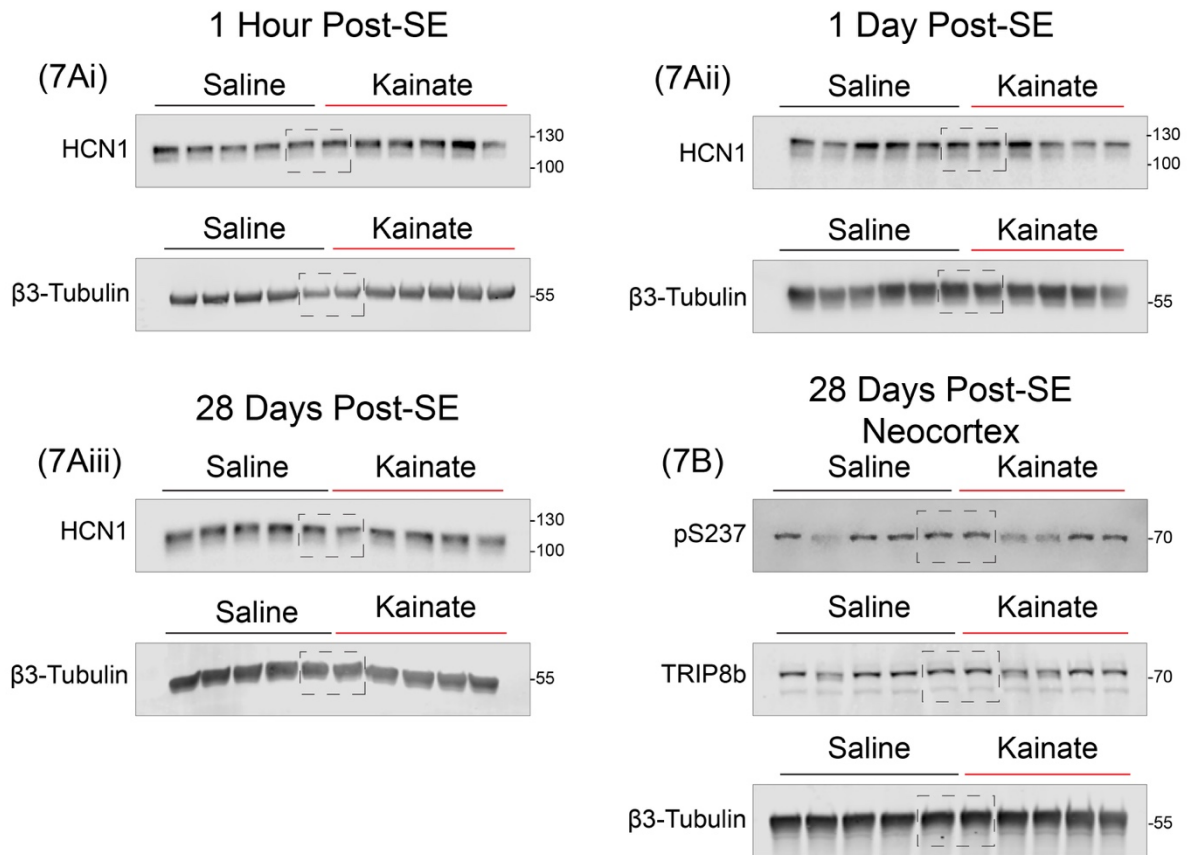 1 Hour Post-SE
(7Ai)
Saline
Kainate
HCN1
-130
-100
Saline
Kainate
β3-Tubulin
-55
1 Day Post-SE
(7Aii)
Saline
Kainate
HCN1
-130
-100
Saline
Kainate
β3-Tubulin
-55
28 Days Post-SE
(7Aiii)
Saline
Kainate
HCN1
-130
-100
Saline
Kainate
β3-Tubulin
-55
28 Days Post-SE
Neocortex
(7B)
Saline
Kainate
pS237
-70
Saline
Kainate
TRIP8b
-70
Saline
Kainate
β3-Tubulin
-55